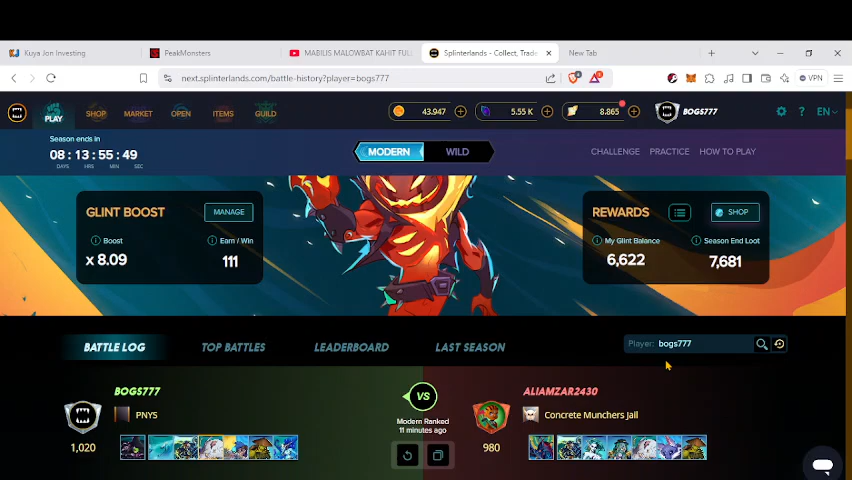 Kuya Jon Investing
PeakMonsters
MABILIS MALOWBAT KAHIT FUL
Splinterlands - Collect, Trade
New Tab
next.splinterlands.com/battle-history?player=bogs777
VPN
PLAY
SHOP
MARKET
OPEN
ITEMS
GUILD
43.947
5.55 K
8.865
BOGS777
?
EN
Season ends in
08 : 13 : 55 : 49
DAYS HRS MIN SEC
MODERN
WILD
CHALLENGE
PRACTICE
HOW TO PLAY
GLINT BOOST
MANAGE
Boost
Earn / Win
x 8.09
111
REWARDS
SHOP
My Glint Balance
Season End Loot
6,622
7,681
BATTLE LOG
TOP BATTLES
LEADERBOARD
LAST SEASON
Player: bogs777
BOGS777
PNYS
1,020
VS
Modern Ranked
11 minutes ago
ALIAMZAR2430
Concrete Munchers Jail
980